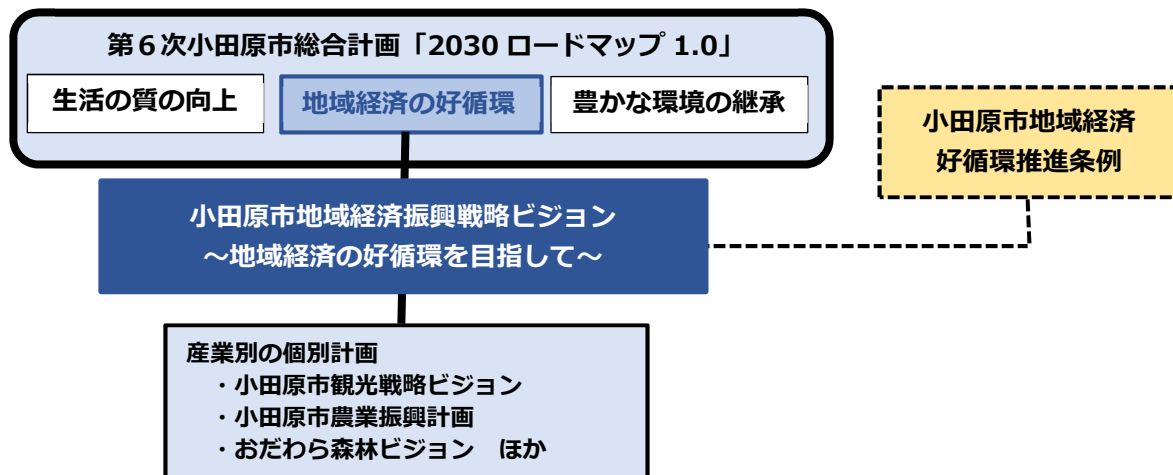 第６次小田原市総合計画「2030 ロードマップ 1.0」
生活の質の向上
地域経済の好循環
豊かな環境の継承
小田原市地域経済
好循環推進条例
小田原市地域経済振興戦略ビジョン
～地域経済の好循環を目指して～
産業別の個別計画
・小田原市観光戦略ビジョン
・小田原市農業振興計画
・おだわら森林ビジョン　ほか